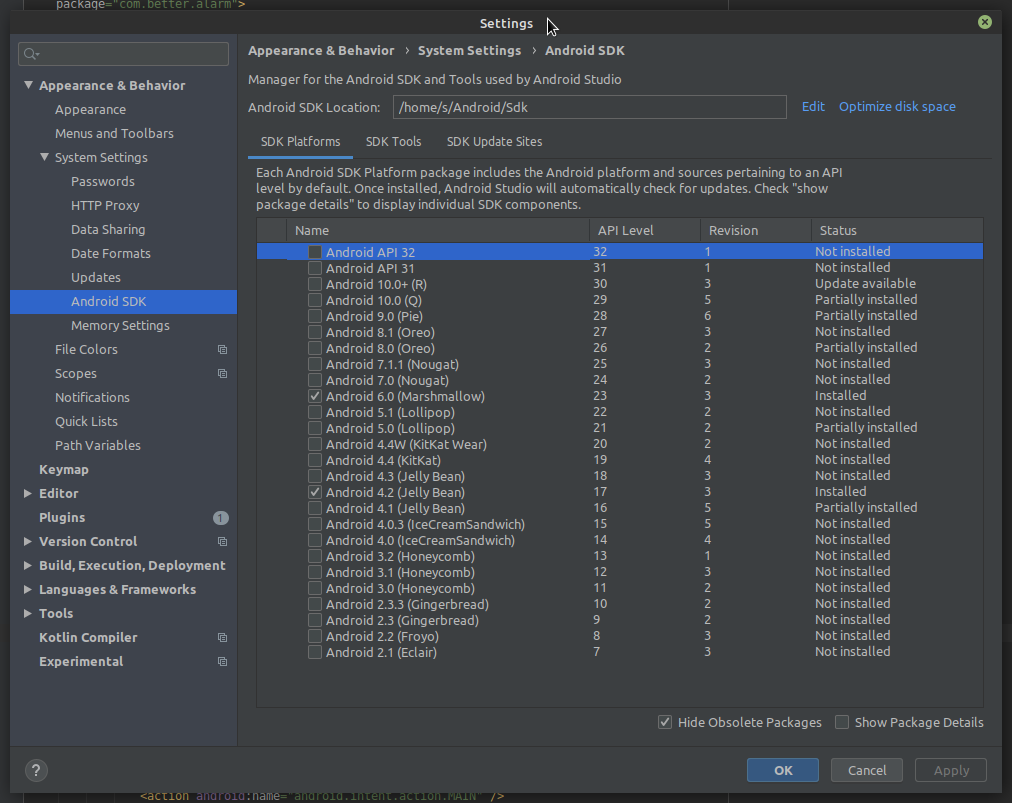 package="com.better.alarm">
Settings
Appearance & Behavior
Appearance
Menus and Toolbars
System Settings
Passwords
HTTP Proxy
Data Sharing
Date Formats
Updates
Android SDK
Memory Settings
File Colors
Scopes
Notifications
Quick Lists
Path Variables
Keymap
Editor
Plugins 1
Version Control
Build, Execution, Deployment
Languages & Frameworks
Tools
Kotlin Compiler
Experimental
Appearance & Behavior › System Settings › Android SDK
Manager for the Android SDK and Tools used by Android Studio
Android SDK Location: /home/s/Android/Sdk Edit Optimize disk space
SDK Platforms SDK Tools SDK Update Sites
Each Android SDK Platform package includes the Android platform and sources pertaining to an API
level by default. Once installed, Android Studio will automatically check for updates. Check "show
package details" to display individual SDK components.
Name API Level Revision Status
Android API 32 32 1 Not installed
Android API 31 31 1 Not installed
Android 10.0+ (R) 30 3 Update available
Android 10.0 (Q) 29 5 Partially installed
Android 9.0 (Pie) 28 6 Partially installed
Android 8.1 (Oreo) 27 3 Not installed
Android 8.0 (Oreo) 26 2 Partially installed
Android 7.1.1 (Nougat) 25 3 Not installed
Android 7.0 (Nougat) 24 2 Not installed
Android 6.0 (Marshmallow) 23 3 Installed
Android 5.1 (Lollipop) 22 2 Not installed
Android 5.0 (Lollipop) 21 2 Partially installed
Android 4.4W (KitKat Wear) 20 2 Not installed
Android 4.4 (KitKat) 19 4 Not installed
Android 4.3 (Jelly Bean) 18 3 Not installed
Android 4.2 (Jelly Bean) 17 3 Installed
Android 4.1 (Jelly Bean) 16 5 Partially installed
Android 4.0.3 (IceCreamSandwich) 15 5 Not installed
Android 4.0 (IceCreamSandwich) 14 4 Not installed
Android 3.2 (Honeycomb) 13 1 Not installed
Android 3.1 (Honeycomb) 12 3 Not installed
Android 3.0 (Honeycomb) 11 2 Not installed
Android 2.3.3 (Gingerbread) 10 2 Not installed
Android 2.3 (Gingerbread) 9 2 Not installed
Android 2.2 (Froyo) 8 3 Not installed
Android 2.1 (Eclair) 7 3 Not installed
Hide Obsolete Packages Show Package Details
? OK Cancel Apply
<action android:name="android.intent.action.MAIN" />